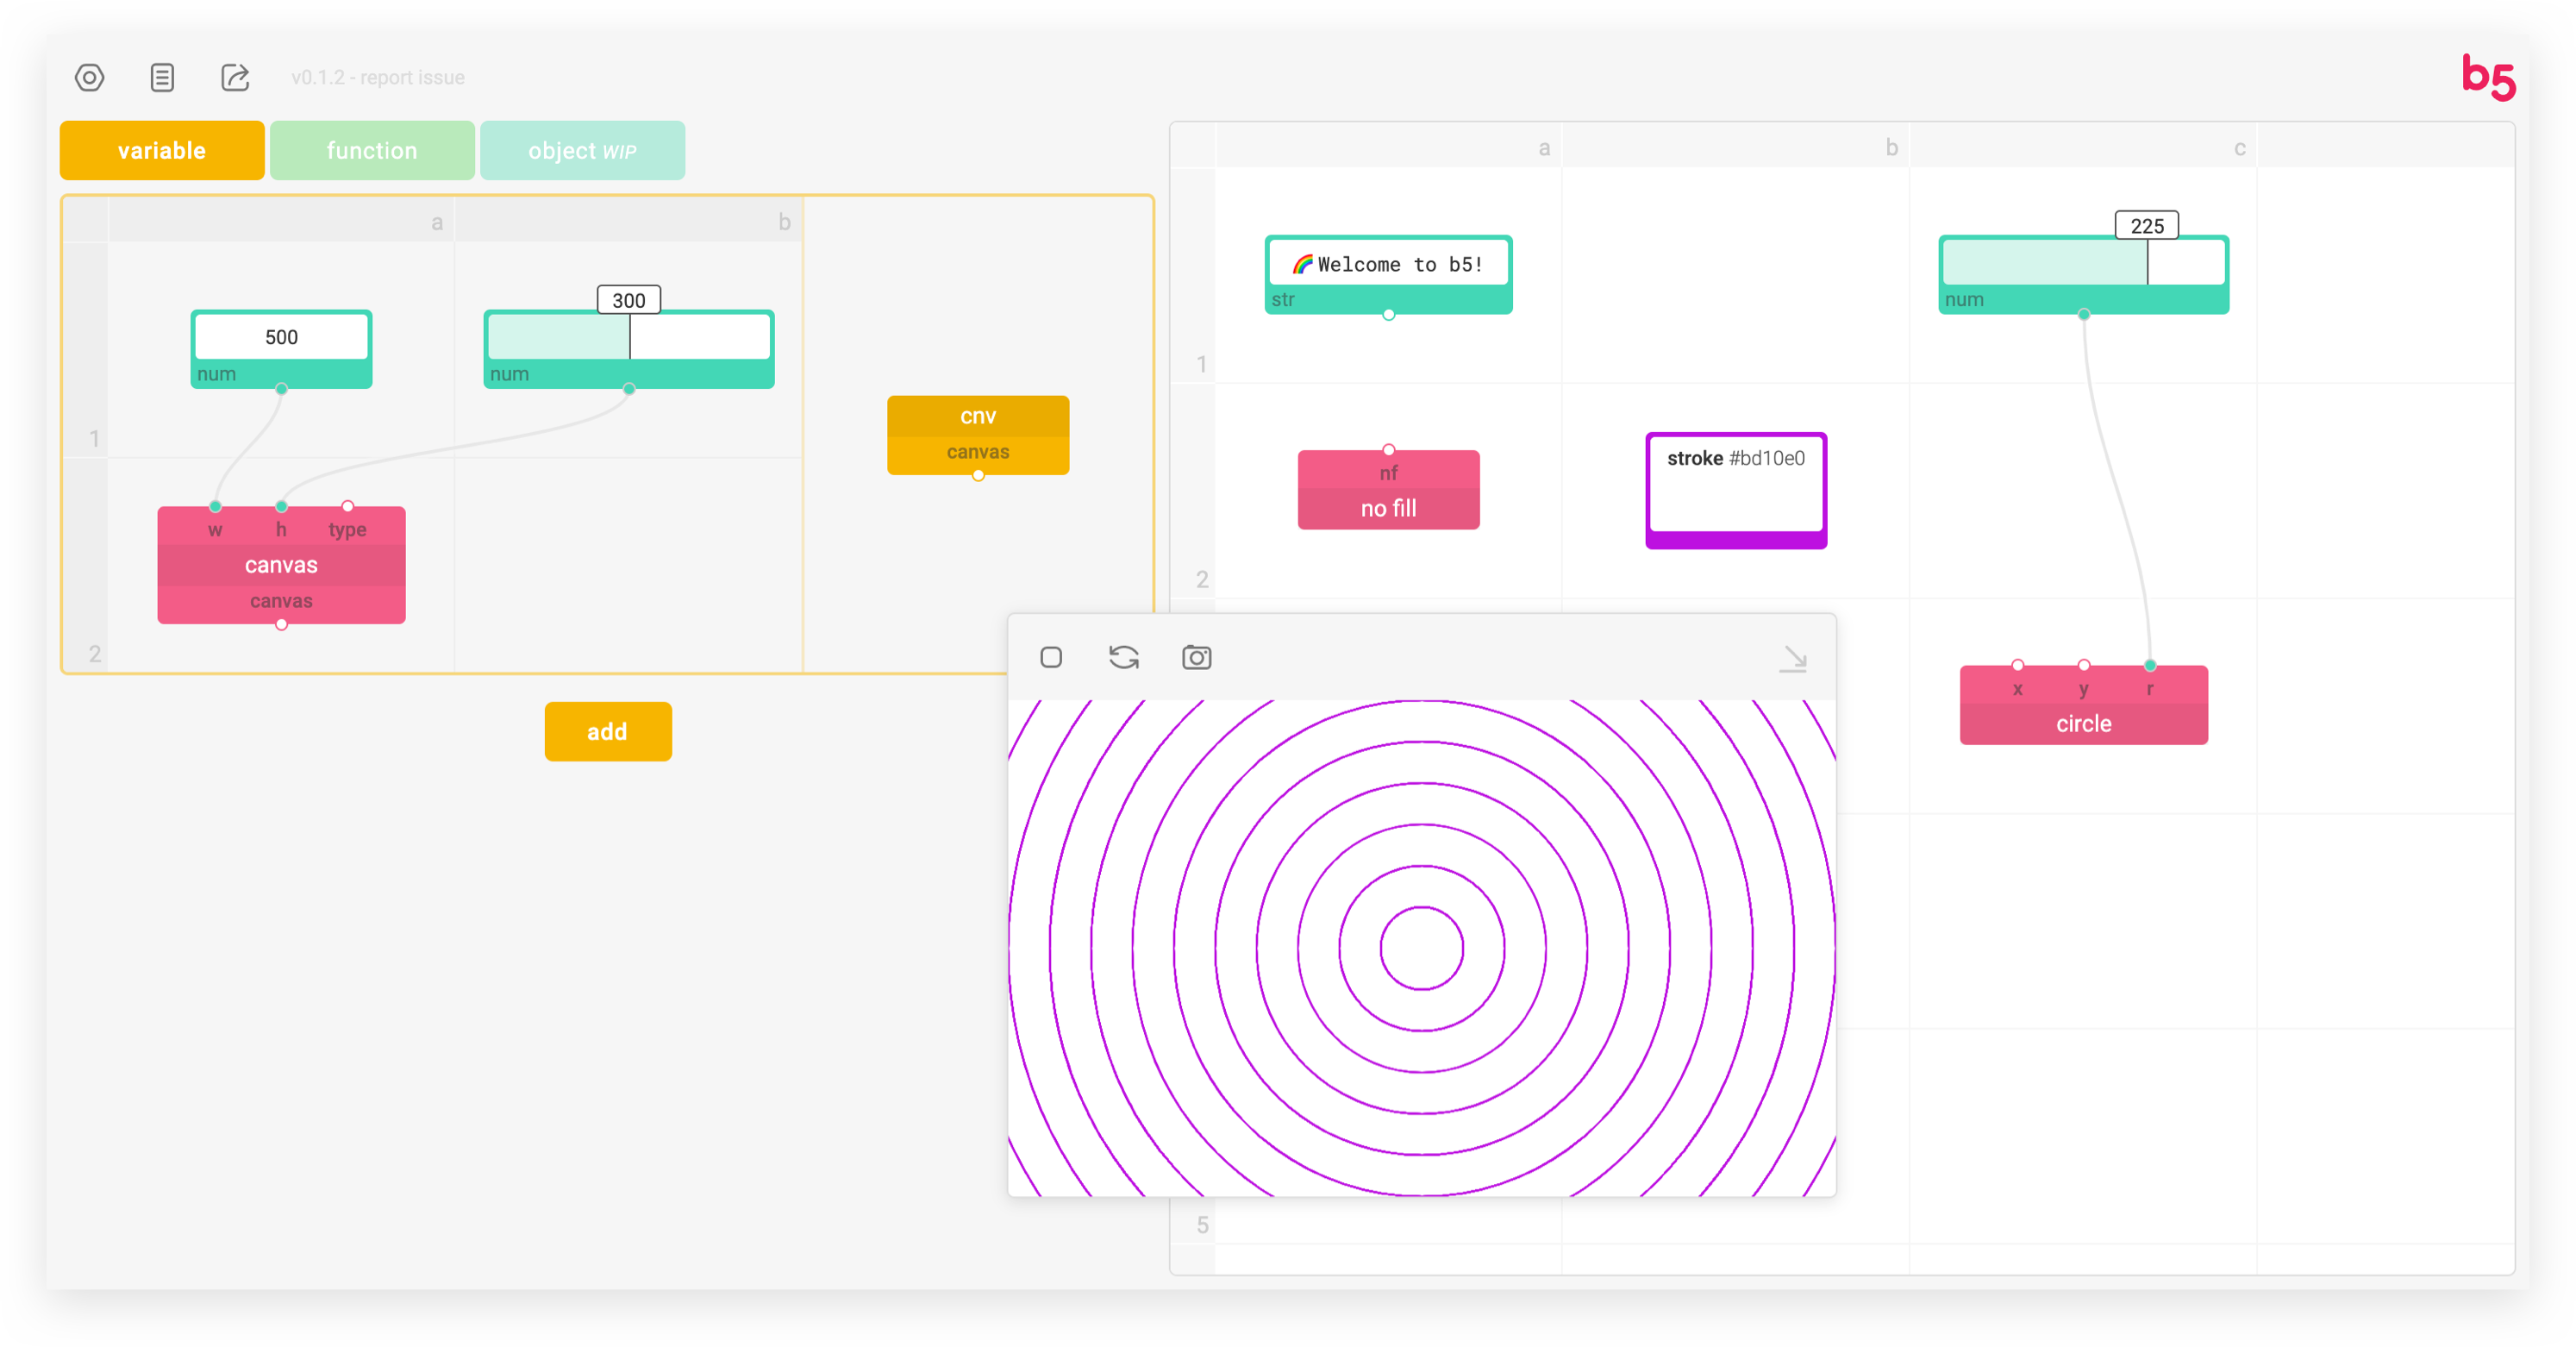 v0.1.2 - report issue
b5
variable
function
object WIP
a
b
500
num
300
num
1
w
h
type
canvas
canvas
2
cnv
canvas
add
a
b
c
🌈Welcome to b5!
str
225
num
1
nf
no fill
stroke #bd10e0
2
x
y
r
circle
5